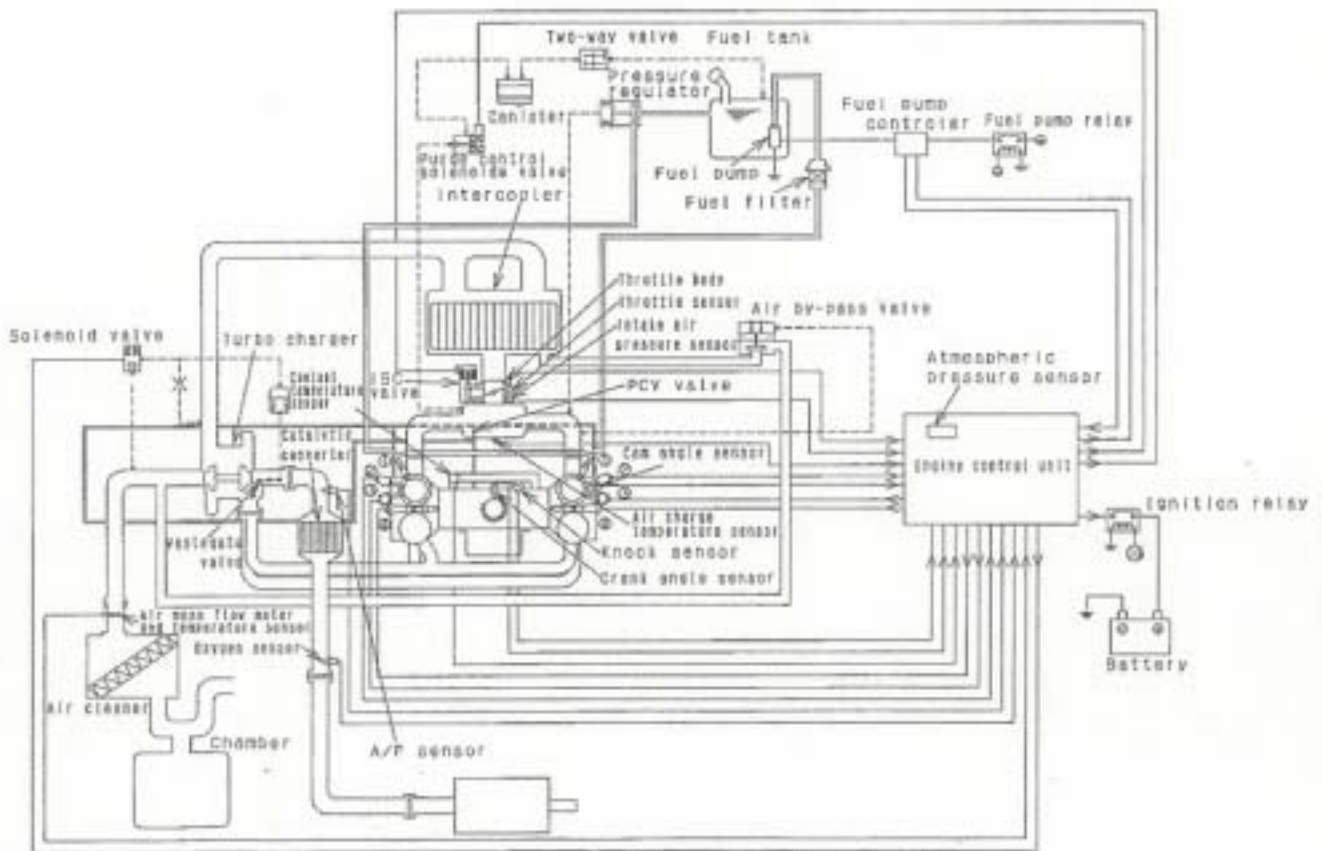 Two-way valve
Fuel tank
Pressure
regulator
Canister
Fuel pump
controler
Fuel pump relay
Purge control
solenoide valve
Fuel pump
Fuel filter
Intercooler
Throttle body
Throttle sensor
Intake air
pressure sensor
Air by-pass valve
Solenoid valve
Turbo charger
Coolant
temperature
sensor
ISC
valve
PCV valve
Atmospheric
pressure sensor
Catalytic
converter
Cam angle sensor
Engine control unit
Ignition relay
Wastegate
valve
Air charge
temperature sensor
Knock sensor
Crank angle sensor
Air mass flow meter
and temperature sensor
Oxygen sensor
Battery
Air cleaner
Chamber
A/F sensor